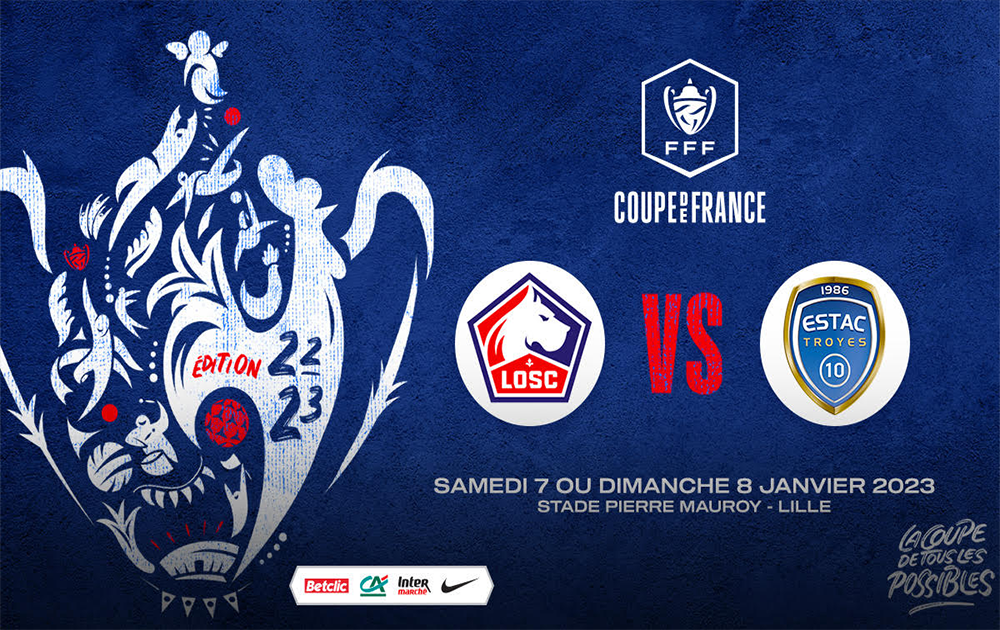 FFF
COUPE DE FRANCE
LOSC
VS
1986
ESTAC
TROYES
10
ÉDITION 22
23
SAMEDI 7 OU DIMANCHE 8 JANVIER 2023
STADE PIERRE MAUROY - LILLE
LA COUPE
DE TOUS LES
POSSIBLES
Betclic CA Inter
marché